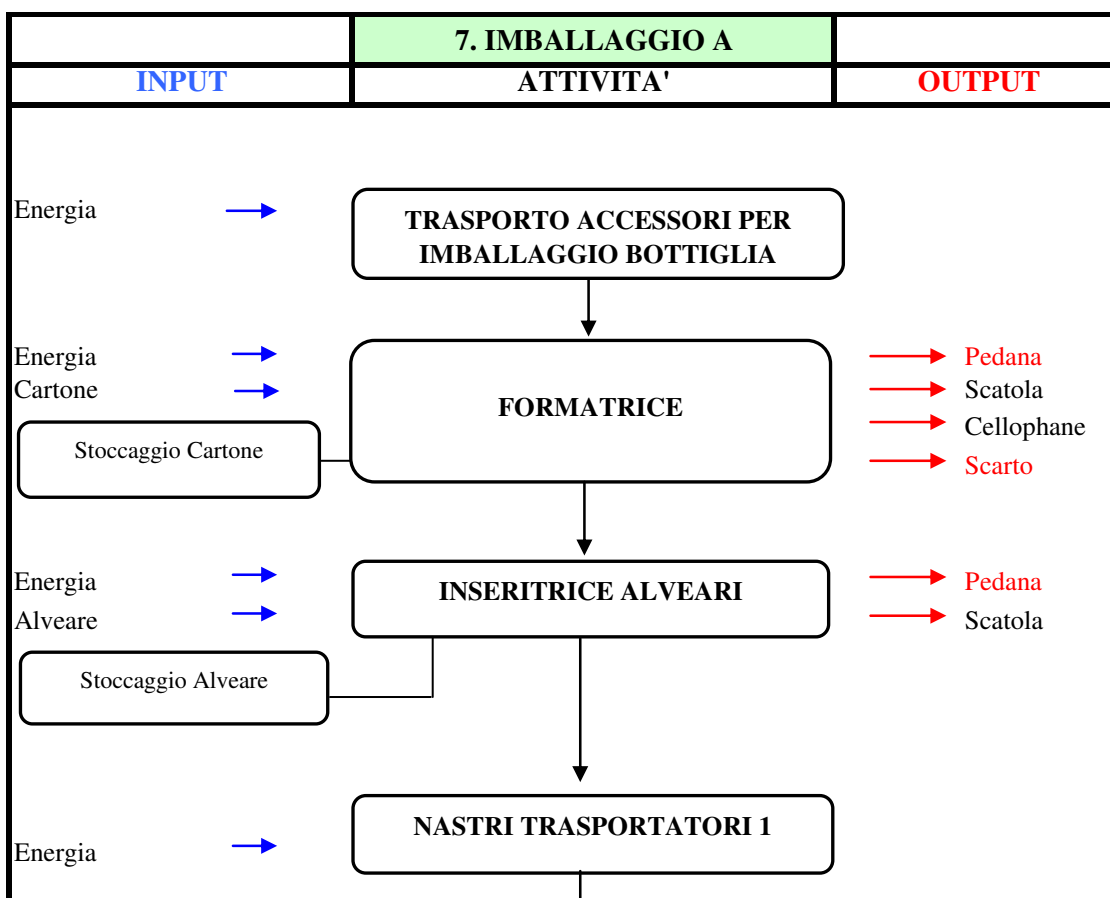 7. IMBALLAGGIO A
INPUT ATTIVITA' OUTPUT
Energia
TRASPORTO ACCESSORI PER
IMBALLAGGIO BOTTIGLIA
Energia
Cartone
Stoccaggio Cartone
FORMATRICE
Pedana
Scatola
Cellophane
Scarto
Energia
Alveare
Stoccaggio Alveare
INSERITRICE ALVEARI
Pedana
Scatola
NASTRI TRASPORTATORI 1
Energia